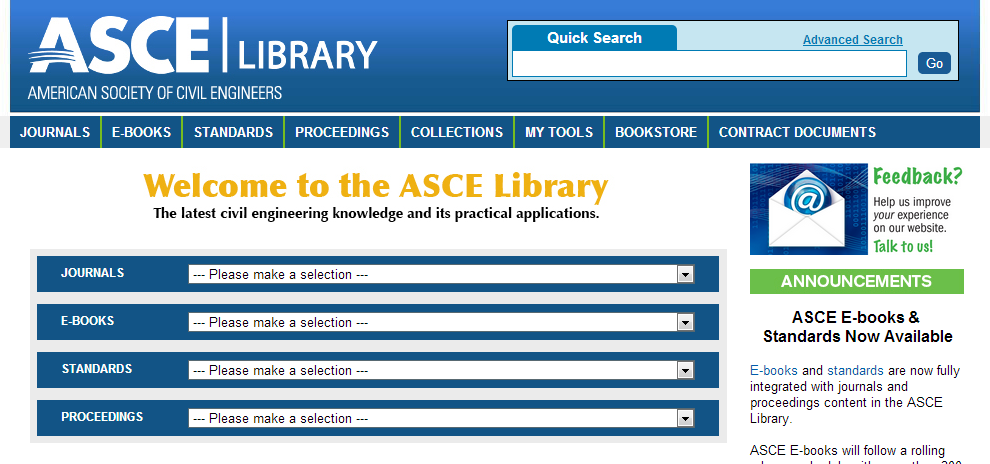 ASCE LIBRARY
AMERICAN SOCIETY OF CIVIL ENGINEERS
Quick Search
Advanced Search
Go
JOURNALS E-BOOKS STANDARDS PROCEEDINGS COLLECTIONS MY TOOLS BOOKSTORE CONTRACT DOCUMENTS
Welcome to the ASCE Library
The latest civil engineering knowledge and its practical applications.
JOURNALS --- Please make a selection ---
E-BOOKS --- Please make a selection ---
STANDARDS --- Please make a selection ---
PROCEEDINGS --- Please make a selection ---
@
Feedback?
Help us improve
your experience
on our website.
Talk to us!
ANNOUNCEMENTS
ASCE E-books &
Standards Now Available
E-books and standards are now fully
integrated with journals and
proceedings content in the ASCE
Library.
ASCE E-books will follow a rolling